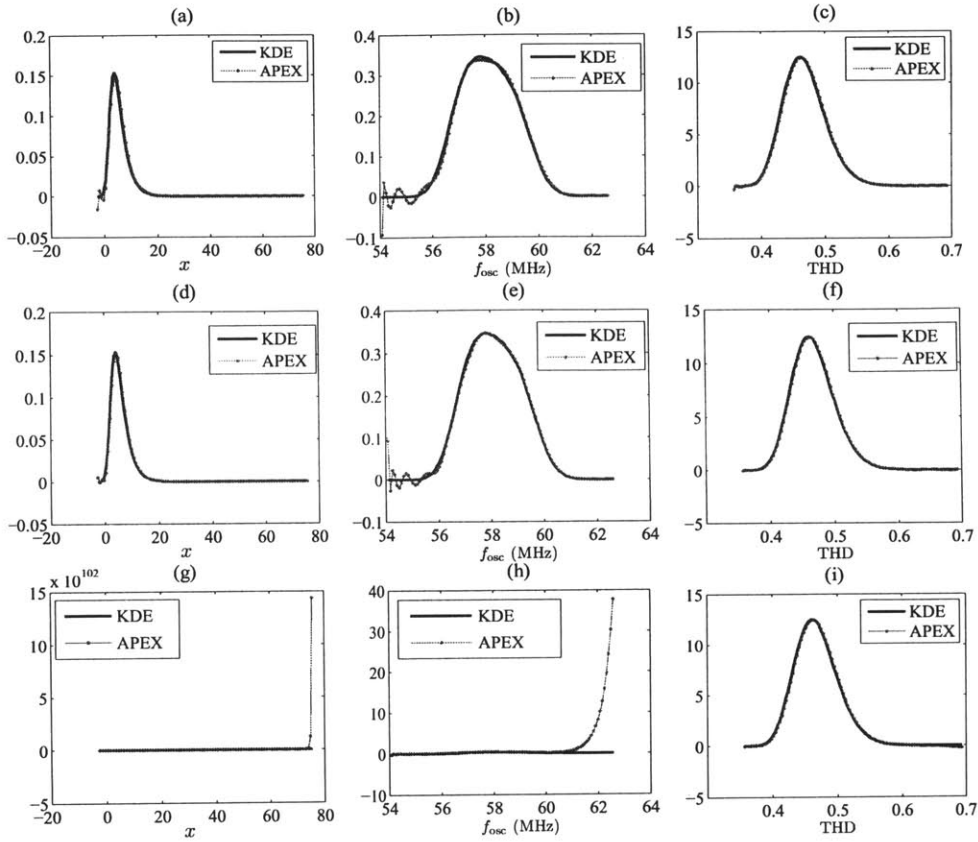 (a)
0.2
0.15
0.1
0.05
0
−0.05
−20 0 20 40 60 80
x
KDE
APEX
(b)
0.4
0.3
0.2
0.1
0
−0.1
54 56 58 60 62 64
fosc (MHz)
KDE
APEX
(c)
15
10
5
0
−5
0.4 0.5 0.6 0.7
THD
KDE
APEX
(d)
0.2
0.15
0.1
0.05
0
−0.05
−20 0 20 40 60 80
x
KDE
APEX
(e)
0.4
0.3
0.2
0.1
0
−0.1
54 56 58 60 62 64
fosc (MHz)
KDE
APEX
(f)
15
10
5
0
−5
0.4 0.5 0.6 0.7
THD
KDE
APEX
(g)
x 10^102
15
10
5
0
−5
−20 0 20 40 60 80
x
KDE
APEX
(h)
40
30
20
10
0
−10
54 56 58 60 62 64
fosc (MHz)
KDE
APEX
(i)
15
10
5
0
−5
0.4 0.5 0.6 0.7
THD
KDE
APEX